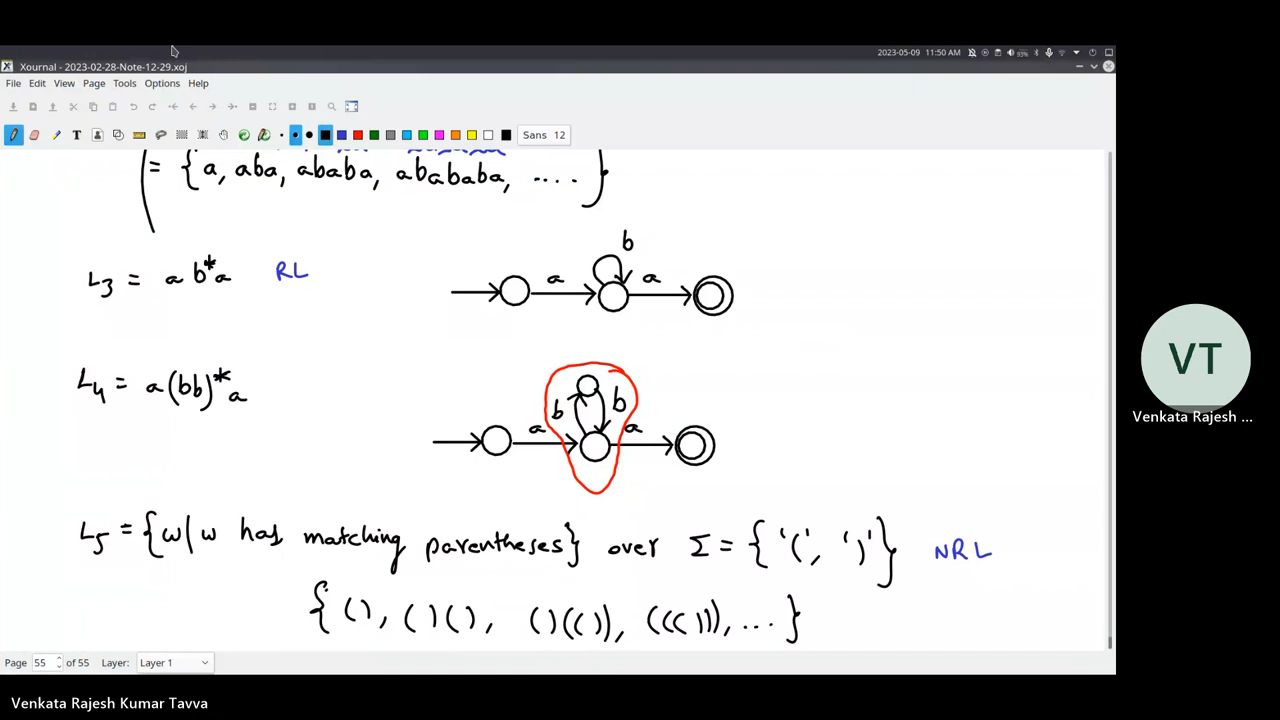 2023-05-09 11:50 AM
Xournal - 2023-02-28-Note-12-29.xoj
File Edit View Page Tools Options Help
Sans 12
= {a, aba, ababa, abababa, ....}
L3 = a b*a RL
a b a
L4 = a(bb)*a
a b b a
L5 = {w|w has matching parentheses} over Σ = {'(', ')'} NRL
{(), ()(), ()(()), ((())), ...}
Page 55 of 55 Layer: Layer 1
VT
Venkata Rajesh ...
Venkata Rajesh Kumar Tavva